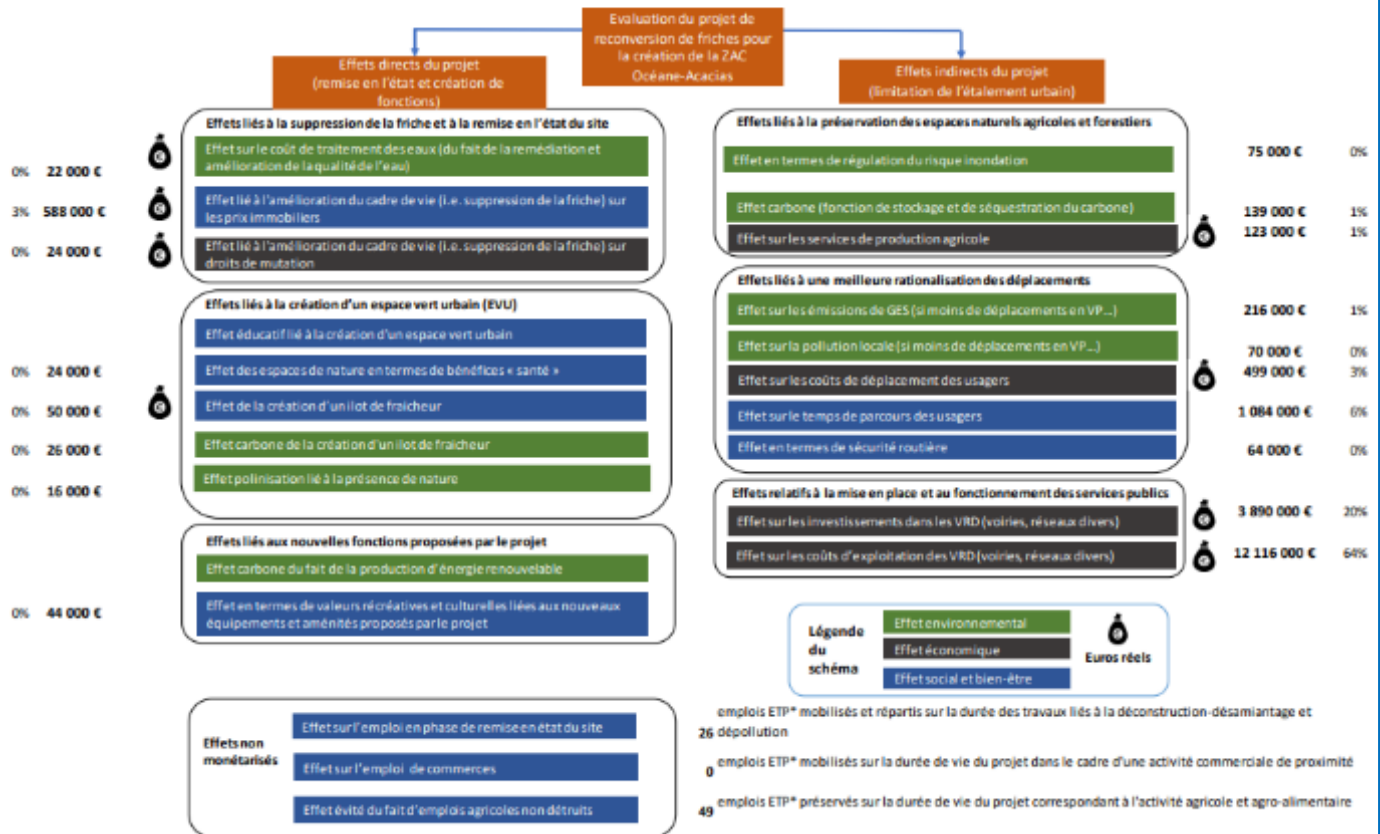 Evaluation du projet de
reconversion de friches pour
la création de la ZAC
Océane-Acacias
Effets directs du projet
(remise en l'état et création de
fonctions)
Effets indirects du projet
(limitation de l'étalement urbain)
Effets liés à la suppression de la friche et à la remise en l'état du site
Effet sur le coût de traitement des eaux (du fait de la remédiation et
amélioration de la qualité de l'eau)
0% 22 000 €
Effet lié à l'amélioration du cadre de vie (i.e. suppression de la friche) sur
les prix immobiliers
3% 588 000 €
Effet lié à l'amélioration du cadre de vie (i.e. suppression de la friche) sur
droits de mutation
0% 24 000 €
Effets liés à la création d'un espace vert urbain (EVU)
Effet éducatif lié à la création d'un espace vert urbain
Effet des espaces de nature en termes de bénéfices « santé »
0% 24 000 €
Effet de la création d'un ilot de fraicheur
0% 50 000 €
Effet carbone de la création d'un ilot de fraicheur
0% 26 000 €
Effet polinisation lié à la présence de nature
0% 16 000 €
Effets liés aux nouvelles fonctions proposées par le projet
Effet carbone du fait de la production d'énergie renouvelable
Effet en termes de valeurs récréatives et culturelles liées aux nouveaux
équipements et aménités proposés par le projet
0% 44 000 €
Effets liés à la préservation des espaces naturels agricoles et forestiers
Effet en termes de régulation du risque inondation
75 000 € 0%
Effet carbone (fonction de stockage et de séquestration du carbone)
139 000 € 1%
Effet sur les services de production agricole
123 000 € 1%
Effets liés à une meilleure rationalisation des déplacements
Effet sur les émissions de GES (si moins de déplacements en VP...)
216 000 € 1%
Effet sur la pollution locale (si moins de déplacements en VP...)
70 000 € 0%
Effet sur les coûts de déplacement des usagers
499 000 € 3%
Effet sur le temps de parcours des usagers
1 084 000 € 6%
Effet en termes de sécurité routière
64 000 € 0%
Effets relatifs à la mise en place et au fonctionnement des services publics
Effet sur les investissements dans les VRD (voiries, réseaux divers)
3 890 000 € 20%
Effet sur les coûts d'exploitation des VRD (voiries, réseaux divers)
12 116 000 € 64%
Légende
du
schéma
Effet environnemental
Effet économique
Effet social et bien-être
Euros réels
Effets non
monétarisés
Effet sur l'emploi en phase de remise en état du site
Effet sur l'emploi de commerces
Effet évité du fait d'emplois agricoles non détruits
emplois ETP* mobilisés et répartis sur la durée des travaux liés à la déconstruction-désamiantage et
26 dépollution
emplois ETP* mobilisés sur la durée de vie du projet dans le cadre d'une activité commerciale de proximité
0
emplois ETP* préservés sur la durée de vie du projet correspondant à l'activité agricole et agro-alimentaire
49